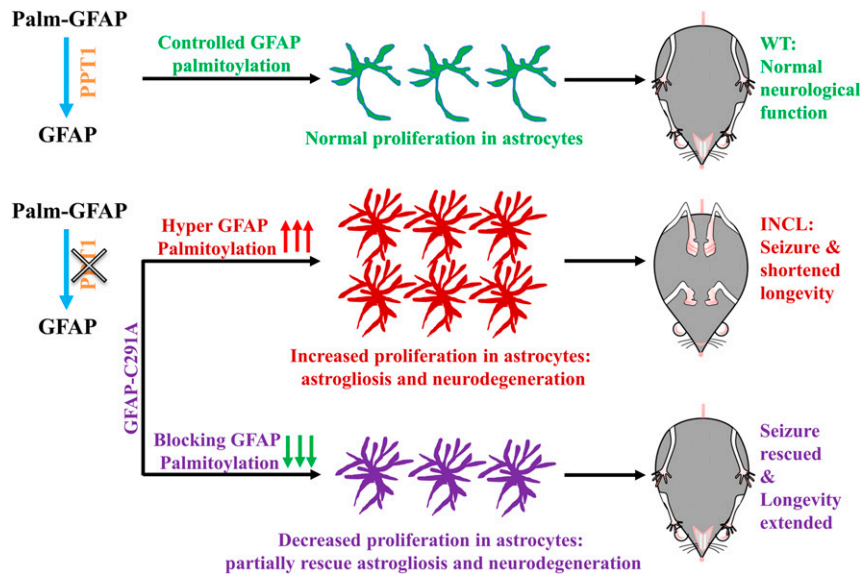 Palm-GFAP
PPT1
GFAP
Controlled GFAP
palmitoylation
Normal proliferation in astrocytes
WT:
Normal
neurological
function
Palm-GFAP
PPT1
GFAP
Hyper GFAP
Palmitoylation
Increased proliferation in astrocytes:
astrogliosis and neurodegeneration
INCL:
Seizure &
shortened
longevity
GFAP-C291A
Blocking GFAP
Palmitoylation
Decreased proliferation in astrocytes:
partially rescue astrogliosis and neurodegeneration
Seizure
rescued
&
Longevity
extended